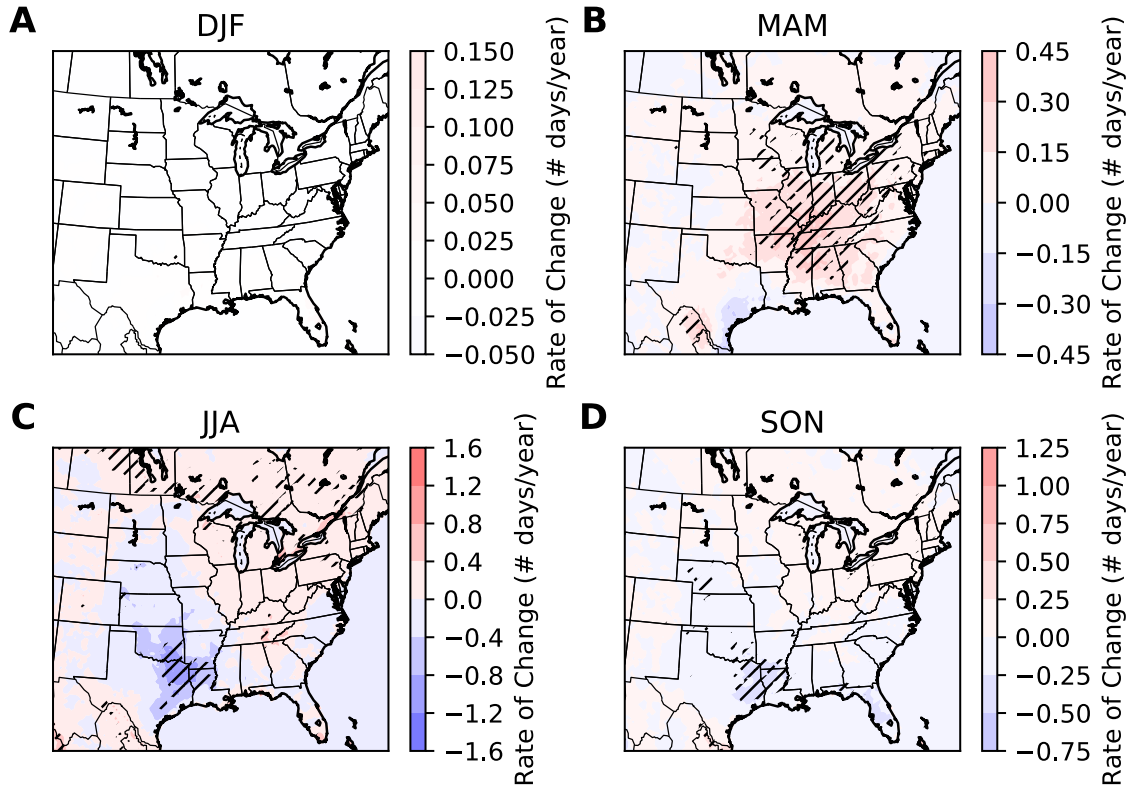 A
DJF
0.150
0.125
0.100
0.075
0.050
0.025
0.000
−0.025
−0.050
Rate of Change (# days/year)
B
MAM
0.45
0.30
0.15
0.00
−0.15
−0.30
−0.45
Rate of Change (# days/year)
C
JJA
1.6
1.2
0.8
0.4
0.0
−0.4
−0.8
−1.2
−1.6
Rate of Change (# days/year)
D
SON
1.25
1.00
0.75
0.50
0.25
0.00
−0.25
−0.50
−0.75
Rate of Change (# days/year)